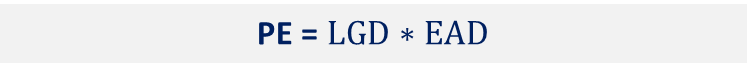 PE = LGD * EAD